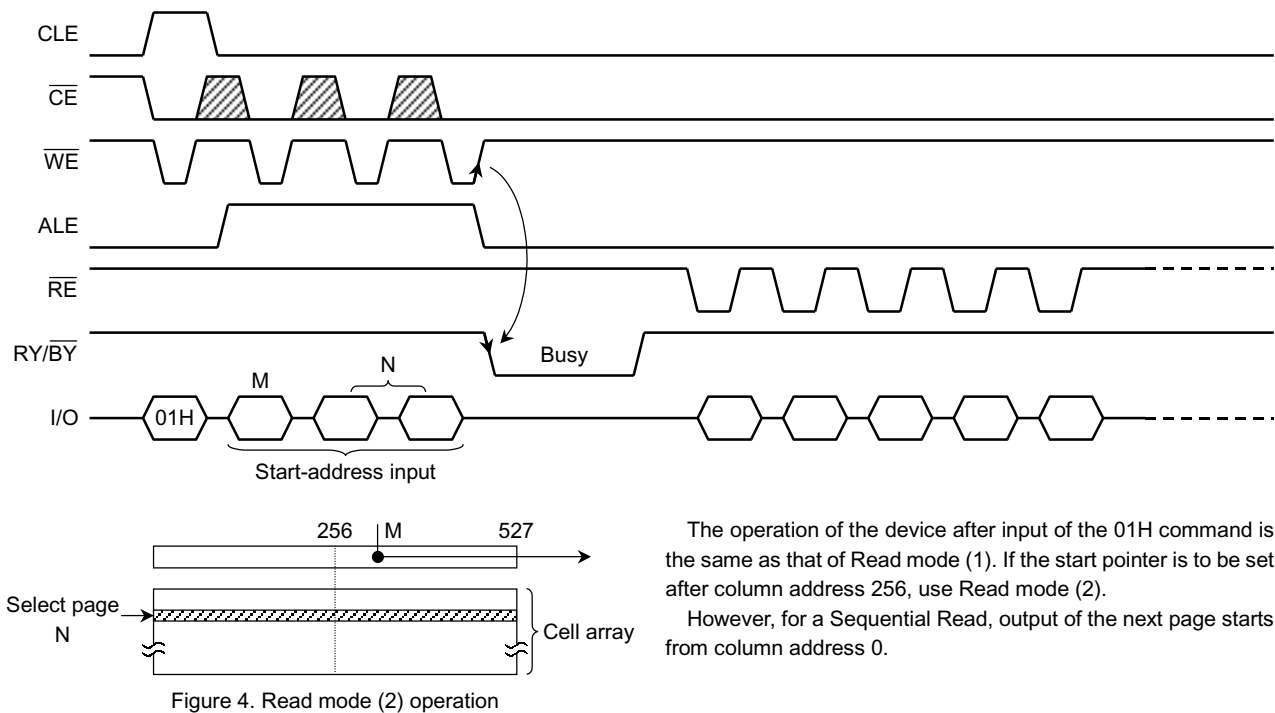 CLE
CE
WE
ALE
RE
RY/BY
Busy
M
N
I/O
01H
Start-address input
256
M
527
Select page
N
Cell array
Figure 4. Read mode (2) operation
The operation of the device after input of the 01H command is
the same as that of Read mode (1). If the start pointer is to be set
after column address 256, use Read mode (2).
However, for a Sequential Read, output of the next page starts
from column address 0.